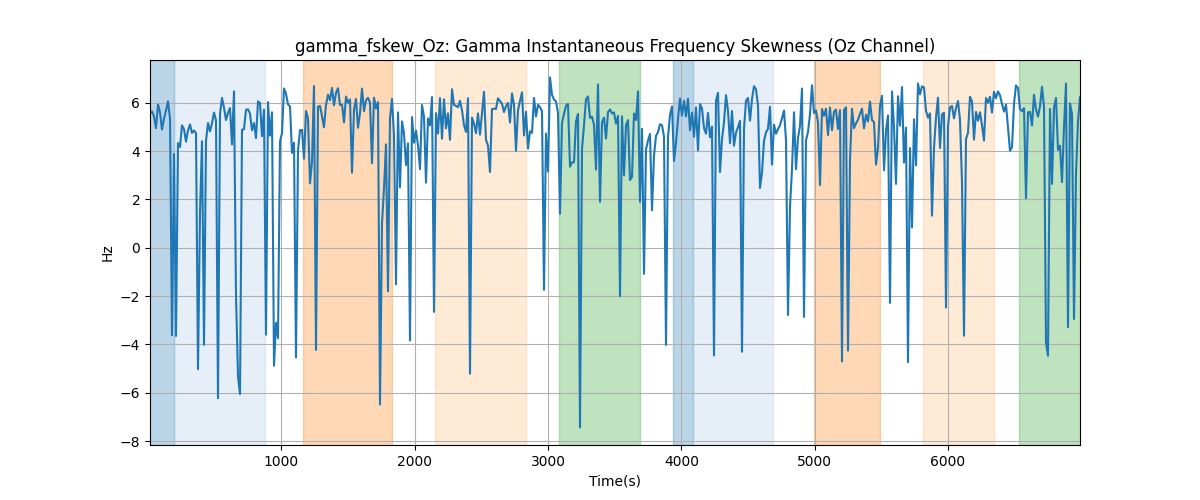 gamma_fskew_Oz: Gamma Instantaneous Frequency Skewness (Oz Channel)
6
4
2
0
−2
−4
−6
−8
Hz
1000 2000 3000 4000 5000 6000
Time(s)